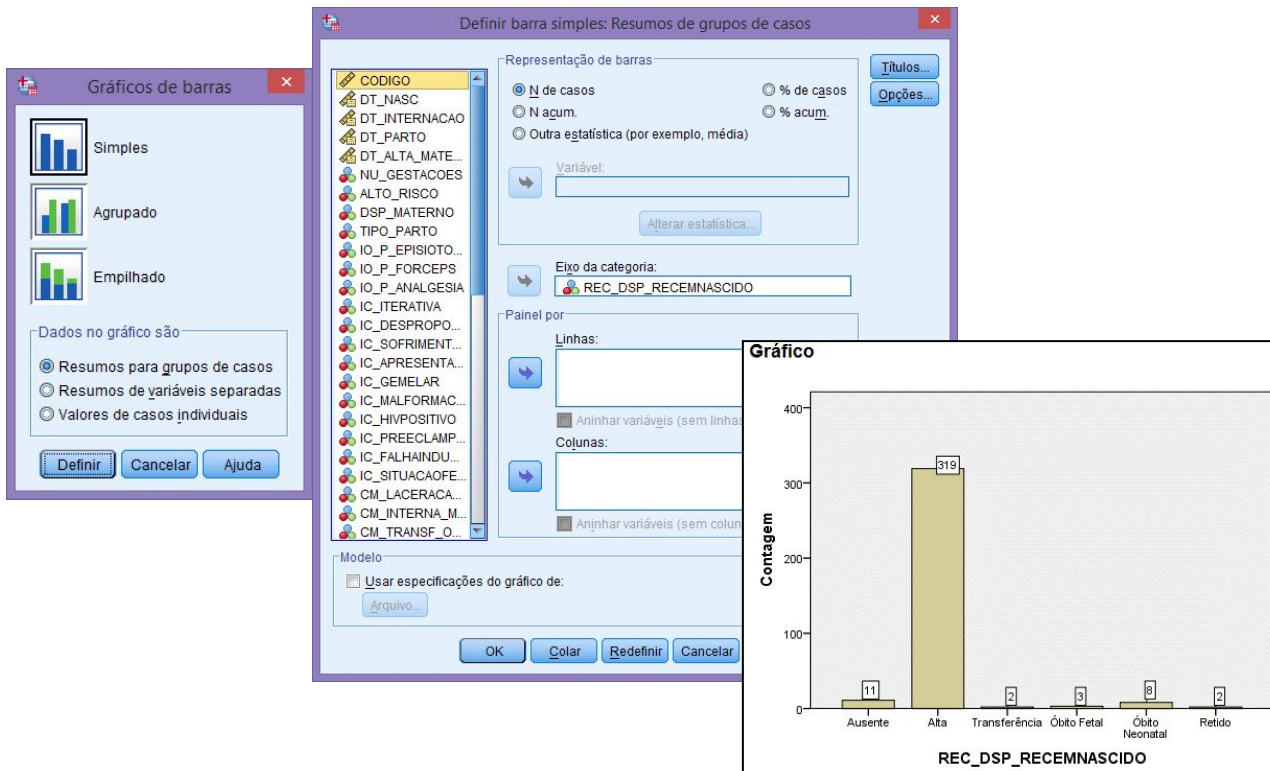 Gráficos de barras
Simples
Agrupado
Empilhado
Dados no gráfico são
Resumos para grupos de casos
Resumos de variáveis separadas
Valores de casos individuais
Definir
Cancelar
Ajuda
Definir barra simples: Resumos de grupos de casos
CODIGO
DT_NASC
DT_INTERNACAO
DT_PARTO
DT_ALTA_MATE...
NU_GESTACOES
ALTO_RISCO
DSP_MATERNO
TIPO_PARTO
IO_P_EPISIOTO...
IO_P_FORCEPS
IO_P_ANALGESIA
IC_ITERATIVA
IC_DESPROPO...
IC_SOFRIMENT...
IC_APRESENTA...
IC_GEMELAR
IC_MALFORMAC...
IC_HIVPOSITIVO
IC_PREECLAMP...
IC_FALHAINDU...
IC_SITUACAOFE...
CM_LACERACA...
CM_INTERNA_M...
CM_TRANSF_O...
Representação de barras
N de casos
% de casos
N acum.
% acum.
Outra estatística (por exemplo, média)
Variável:
Alterar estatística...
Eixo da categoria:
REC_DSP_RECEMNASCIDO
Painel por
Linhas:
Aninhar variáveis (sem linhas
Colunas:
Aninhar variáveis (sem colun
Títulos...
Opções...
Modelo
Usar especificações do gráfico de:
Arquivo...
OK
Colar
Redefinir
Cancelar
Gráfico
Contagem
400
300
200
100
0
11
319
2
3
8
2
Ausente
Alta
Transferência
Óbito Fetal
Óbito
Neonatal
Retido
REC_DSP_RECEMNASCIDO